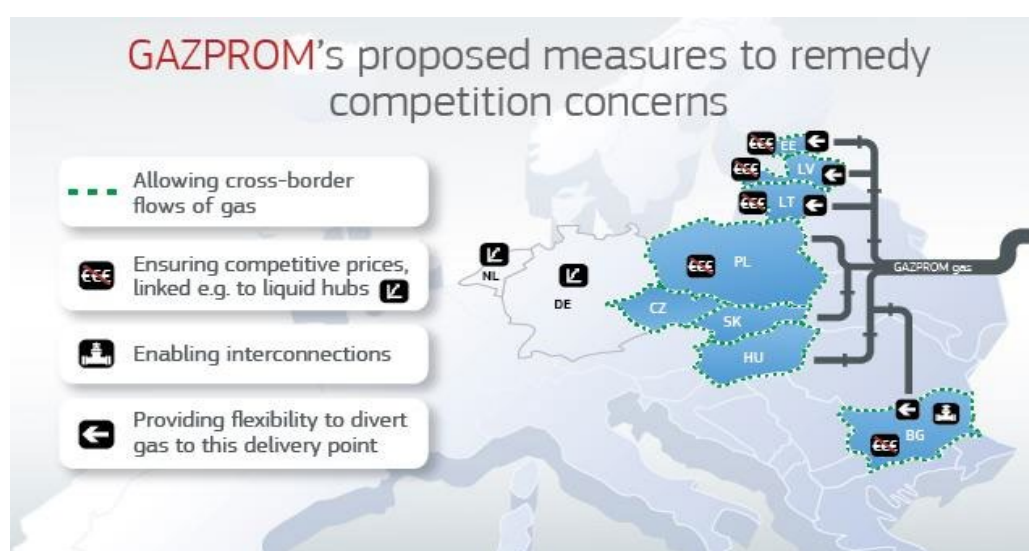 GAZPROM's proposed measures to remedy
competition concerns
Allowing cross-border
flows of gas
€€€ Ensuring competitive prices,
linked e.g. to liquid hubs
Enabling interconnections
Providing flexibility to divert
gas to this delivery point
€€€ EE
€€€ LV
€€€ LT
NL
DE
€€€ PL
CZ
SK
HU
GAZPROM gas
€€€ BG